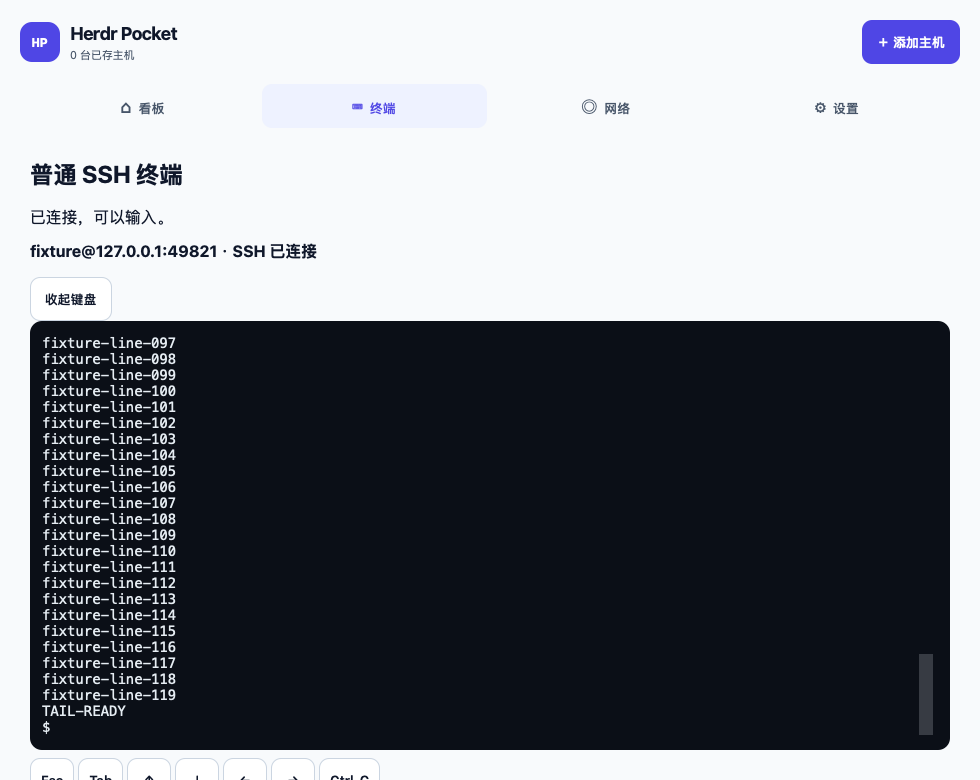 HP
Herdr Pocket
0 台已存主机
+ 添加主机
看板
终端
网络
设置
普通 SSH 终端
已连接，可以输入。
fixture@127.0.0.1:49821 · SSH 已连接
收起键盘
fixture-line-097
fixture-line-098
fixture-line-099
fixture-line-100
fixture-line-101
fixture-line-102
fixture-line-103
fixture-line-104
fixture-line-105
fixture-line-106
fixture-line-107
fixture-line-108
fixture-line-109
fixture-line-110
fixture-line-111
fixture-line-112
fixture-line-113
fixture-line-114
fixture-line-115
fixture-line-116
fixture-line-117
fixture-line-118
fixture-line-119
TAIL-READY
$
Esc Tab ↑ ↓ ← → Ctrl-C